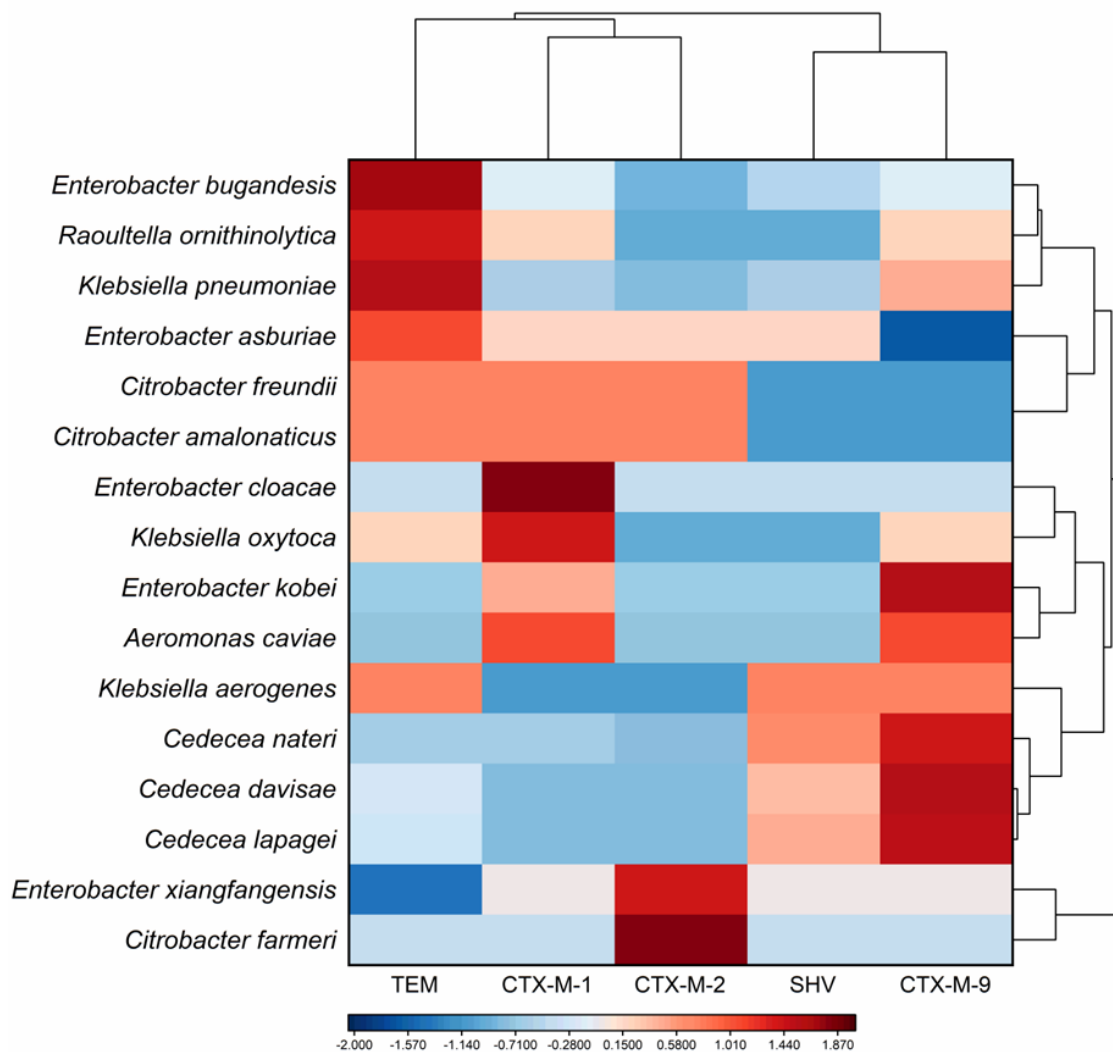 Enterobacter bugandesis
Raoultella ornithinolytica
Klebsiella pneumoniae
Enterobacter asburiae
Citrobacter freundii
Citrobacter amalonaticus
Enterobacter cloacae
Klebsiella oxytoca
Enterobacter kobei
Aeromonas caviae
Klebsiella aerogenes
Cedecea nateri
Cedecea davisae
Cedecea lapagei
Enterobacter xiangfangensis
Citrobacter farmeri
TEM CTX-M-1 CTX-M-2 SHV CTX-M-9
-2.000 -1.570 -1.140 -0.7100 -0.2800 0.1500 0.5800 1.010 1.440 1.870